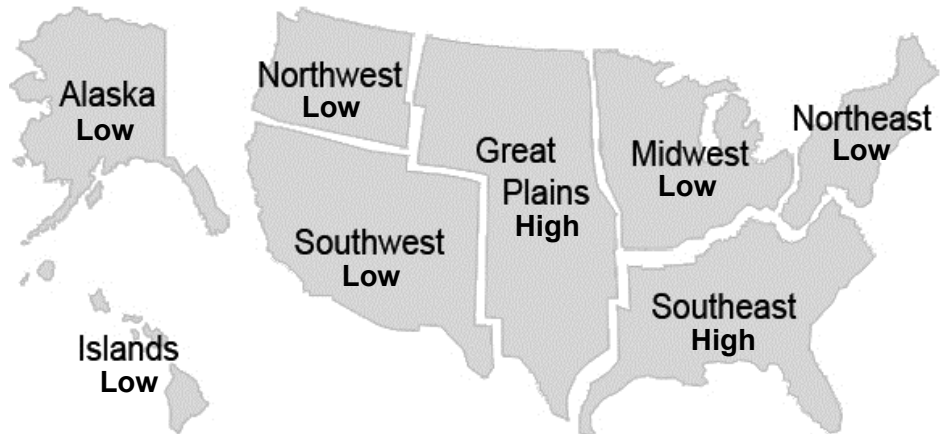 Alaska
Low
Northwest
Low
Great
Plains
High
Midwest
Low
Northeast
Low
Southwest
Low
Southeast
High
Islands
Low